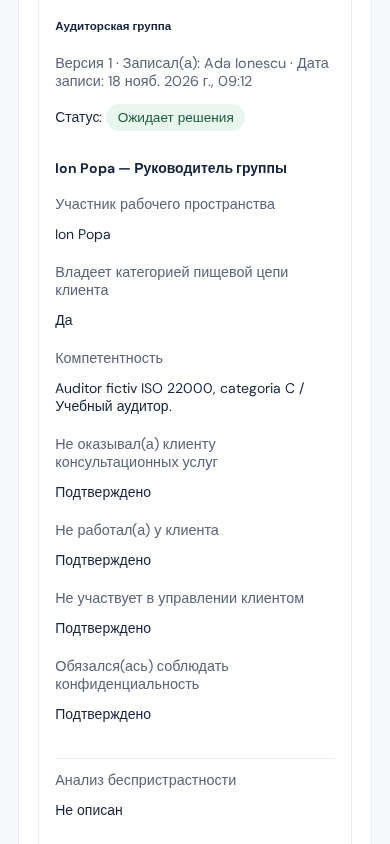 Аудиторская группа
Версия 1 · Записал(а): Ada Ionescu · Дата
записи: 18 нояб. 2026 г., 09:12
Статус: Ожидает решения
Ion Popa — Руководитель группы
Участник рабочего пространства
Ion Popa
Владеет категорией пищевой цепи
клиента
Да
Компетентность
Auditor fictiv ISO 22000, categoria C /
Учебный аудитор.
Не оказывал(а) клиенту
консультационных услуг
Подтверждено
Не работал(а) у клиента
Подтверждено
Не участвует в управлении клиентом
Подтверждено
Обязался(ась) соблюдать
конфиденциальность
Подтверждено
Анализ беспристрастности
Не описан